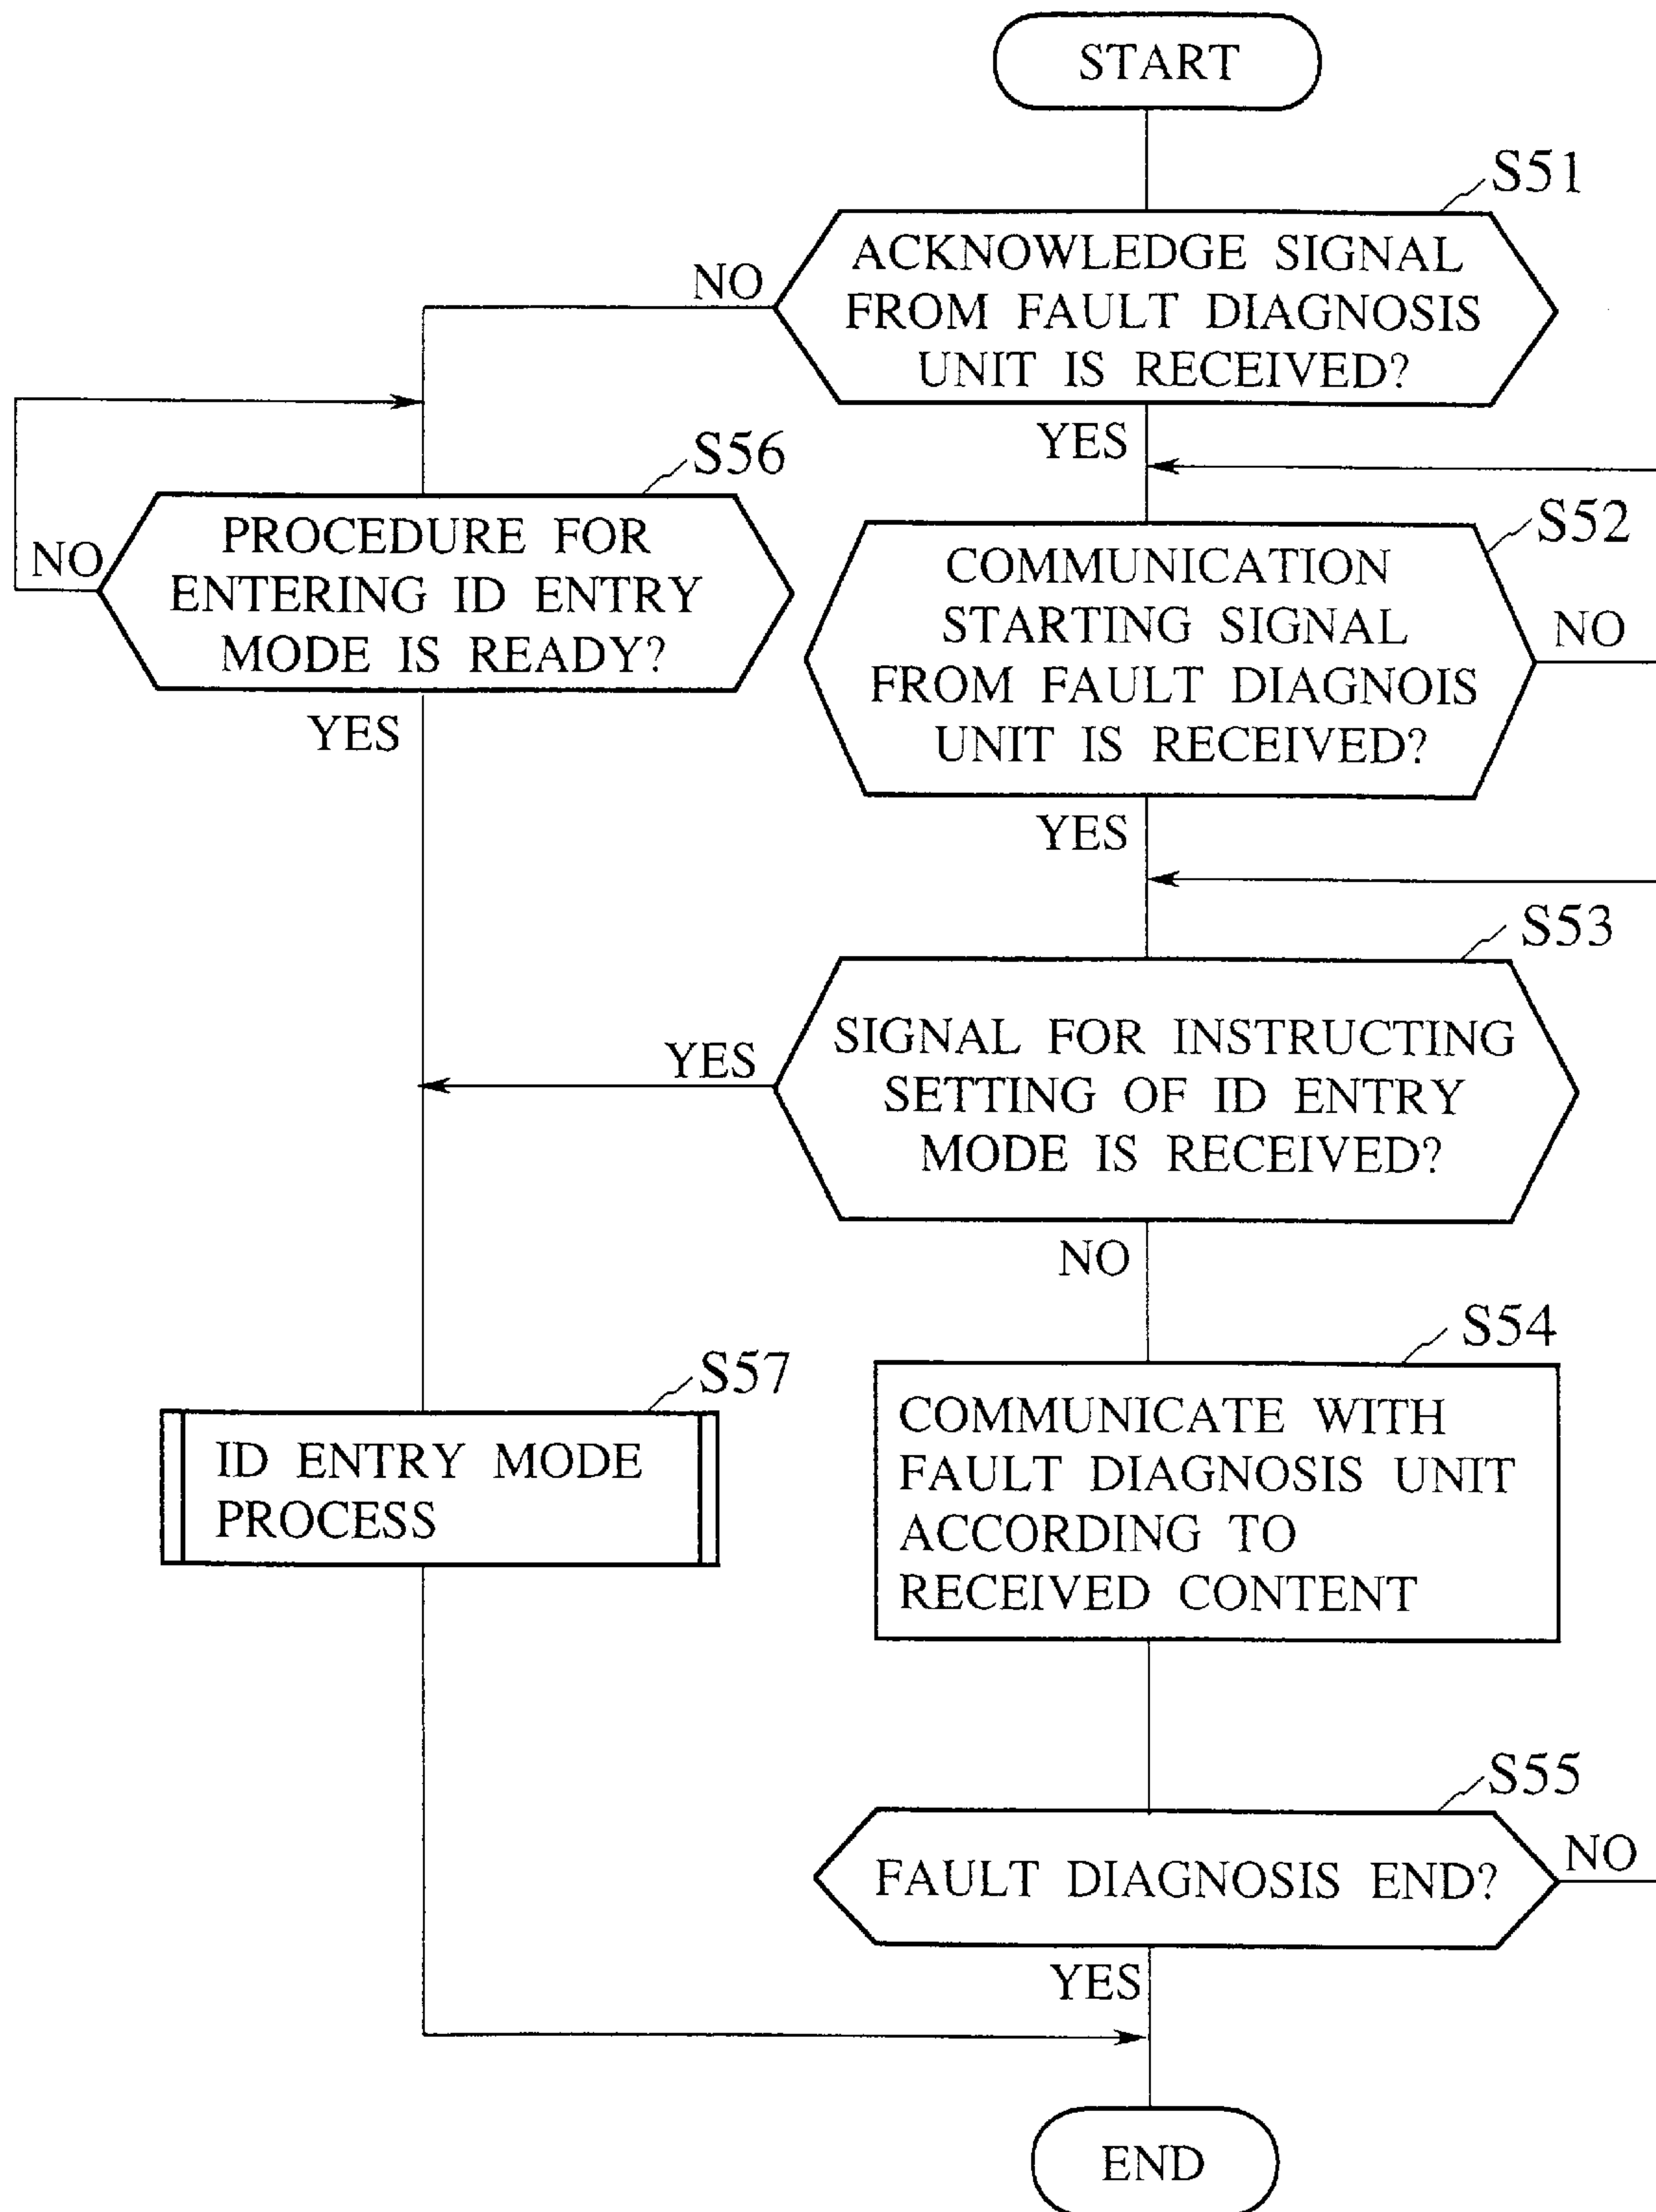 START
S51
ACKNOWLEDGE SIGNAL
FROM FAULT DIAGNOSIS
UNIT IS RECEIVED?
NO
YES
S56
PROCEDURE FOR
ENTERING ID ENTRY
MODE IS READY?
NO
YES
S52
COMMUNICATION
STARTING SIGNAL
FROM FAULT DIAGNOIS
UNIT IS RECEIVED?
NO
YES
S53
SIGNAL FOR INSTRUCTING
SETTING OF ID ENTRY
MODE IS RECEIVED?
YES
NO
S54
COMMUNICATE WITH
FAULT DIAGNOSIS UNIT
ACCORDING TO
RECEIVED CONTENT
S57
ID ENTRY MODE
PROCESS
S55
FAULT DIAGNOSIS END?
NO
YES
END